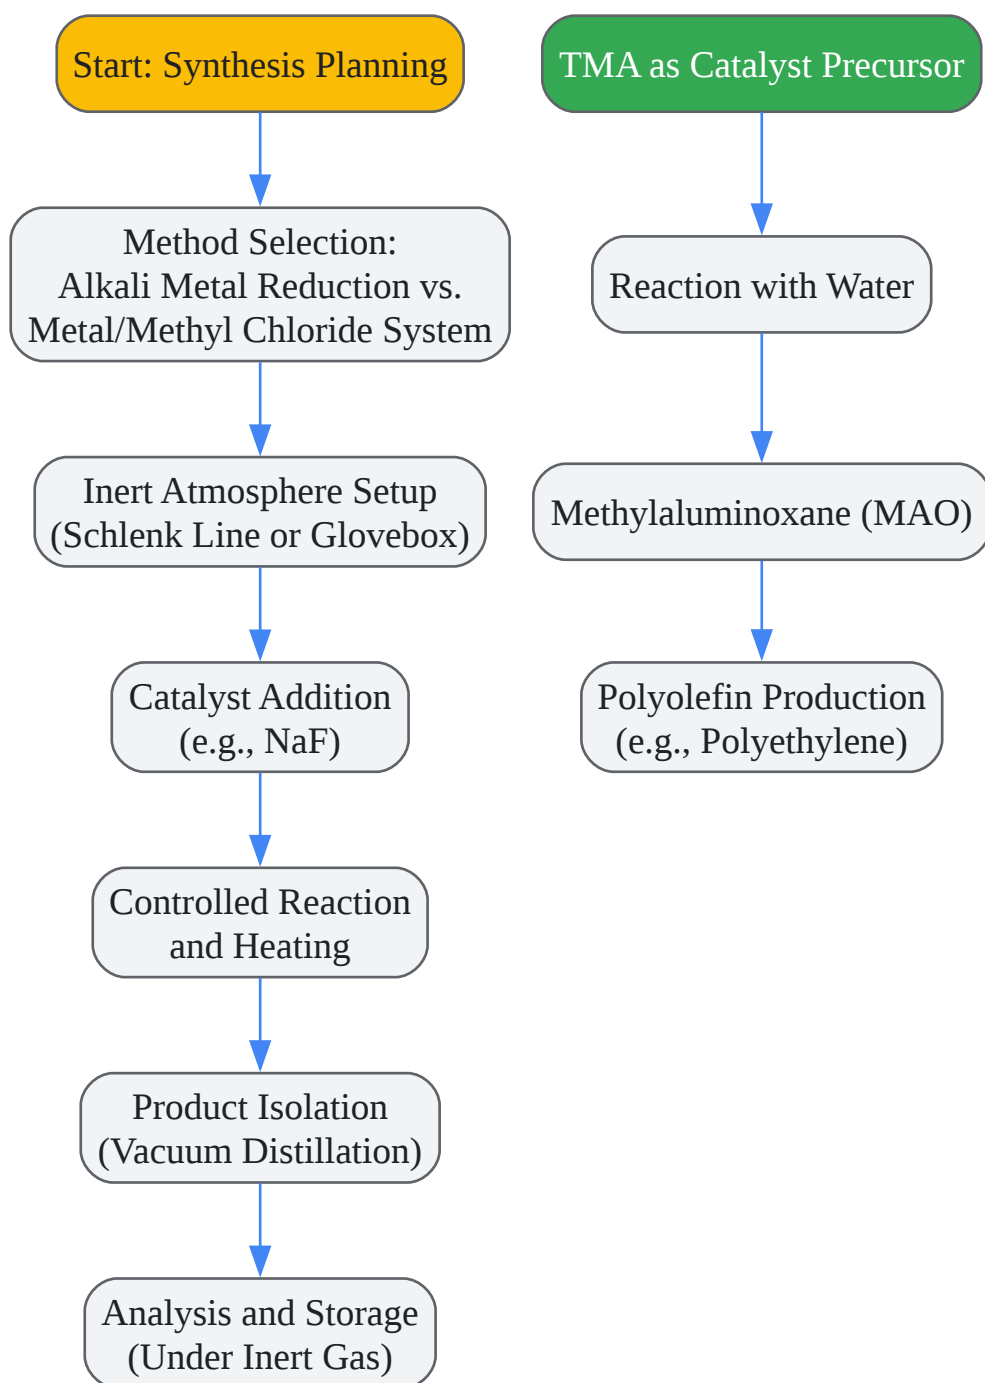 Start: Synthesis Planning
Method Selection:
Alkali Metal Reduction vs.
Metal/Methyl Chloride System
Inert Atmosphere Setup
(Schlenk Line or Glovebox)
Catalyst Addition
(e.g., NaF)
Controlled Reaction
and Heating
Product Isolation
(Vacuum Distillation)
Analysis and Storage
(Under Inert Gas)
TMA as Catalyst Precursor
Reaction with Water
Methylaluminoxane (MAO)
Polyolefin Production
(e.g., Polyethylene)